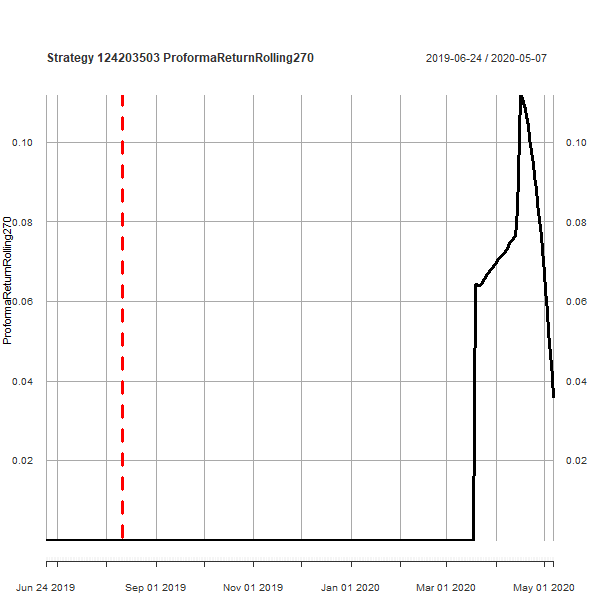 Strategy 124203503 ProformaReturnRolling270
2019-06-24 / 2020-05-07
ProformaReturnRolling270
0.10 0.10
0.08 0.08
0.06 0.06
0.04 0.04
0.02 0.02
Jun 24 2019 Sep 01 2019 Nov 01 2019 Jan 01 2020 Mar 01 2020 May 01 2020